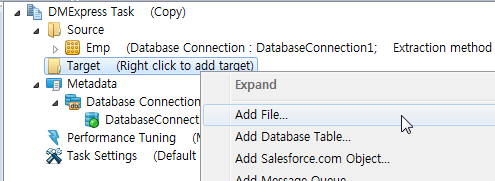 DMExpress Task (Copy)
Source
Emp (Database Connection : DatabaseConnection1; Extraction method
Target (Right click to add target)
Metadata
Database Connection
DatabaseConnect
Performance Tuning (
Task Settings (Default
Expand
Add File...
Add Database Table...
Add Salesforce.com Object...
Add Message Queue